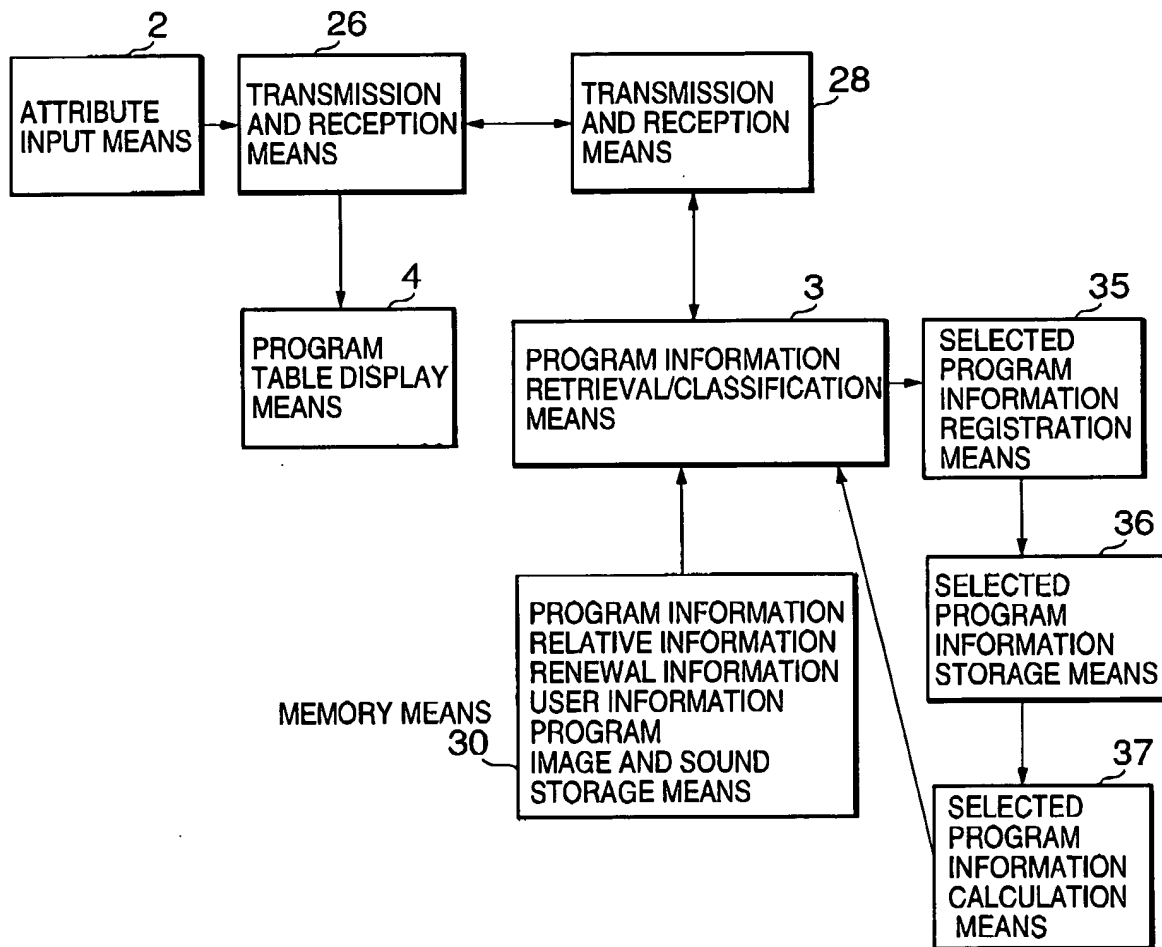 2
ATTRIBUTE
INPUT MEANS
26
TRANSMISSION
AND RECEPTION
MEANS
TRANSMISSION
AND RECEPTION
MEANS
28
4
PROGRAM
TABLE DISPLAY
MEANS
3
PROGRAM INFORMATION
RETRIEVAL/CLASSIFICATION
MEANS
35
SELECTED
PROGRAM
INFORMATION
REGISTRATION
MEANS
36
SELECTED
PROGRAM
INFORMATION
STORAGE MEANS
MEMORY MEANS
30
PROGRAM INFORMATION
RELATIVE INFORMATION
RENEWAL INFORMATION
USER INFORMATION
PROGRAM
IMAGE AND SOUND
STORAGE MEANS
37
SELECTED
PROGRAM
INFORMATION
CALCULATION
MEANS